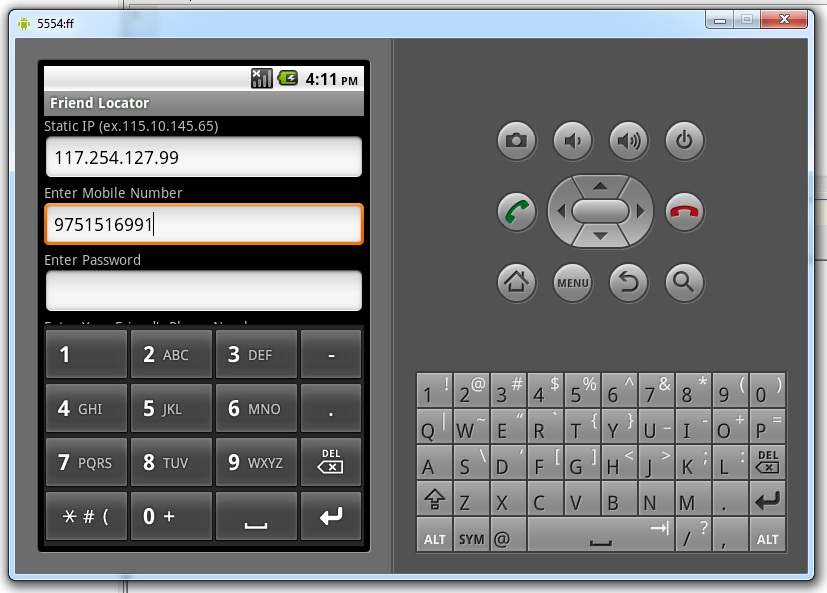 5554:ff
4:11 PM
Friend Locator
Static IP (ex.115.10.145.65)
117.254.127.99
Enter Mobile Number
9751516991
Enter Password
1 2 ABC 3 DEF -
4 GHI 5 JKL 6 MNO .
7 PQRS 8 TUV 9 WXYZ DEL
* # ( 0 +
MENU
1 ! 2 @ 3 # 4 $ 5 % 6 ^ 7 & 8 * 9 ( 0 )
Q | W ~ E “ R ` T { Y } U _ I - O + P =
A S \ D ‘ F [ G ] H < J > K ; L : DEL
Z X C V B N M .
ALT SYM @ / ? , ALT